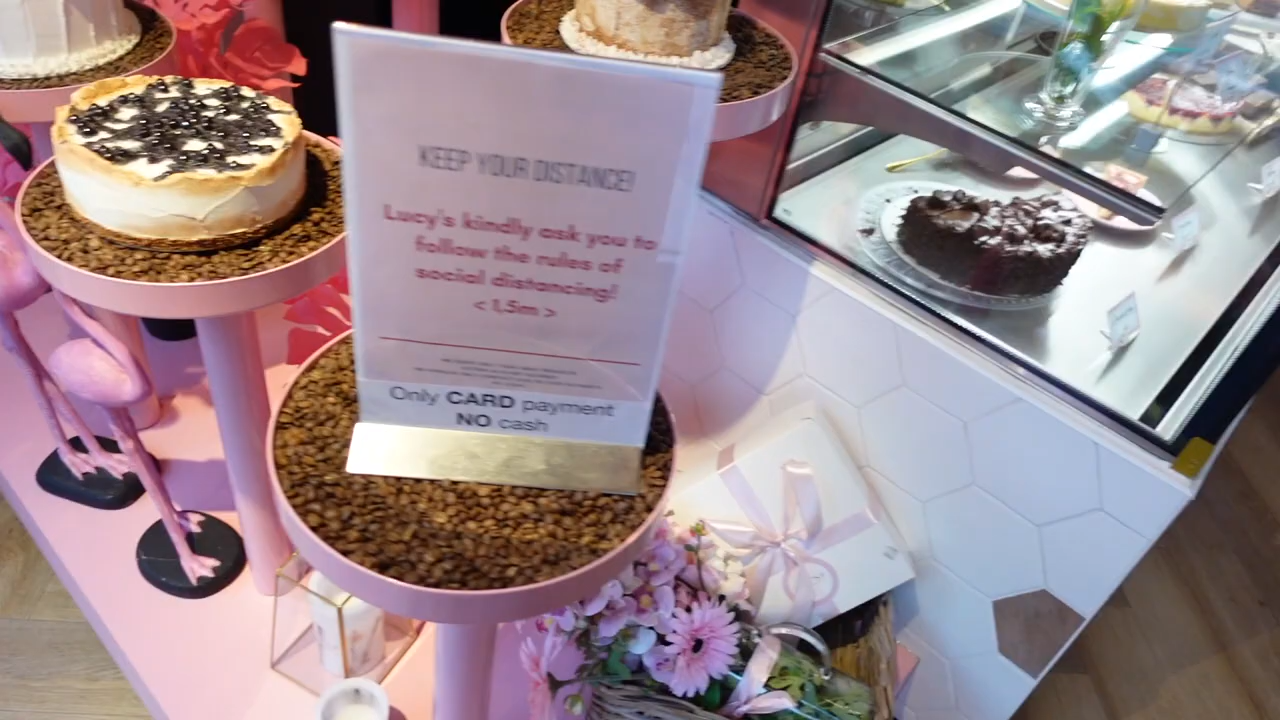 KEEP YOUR DISTANCE!
Lucy's kindly ask you to
follow the rules of
social distancing!
< 1,5m >
Only CARD payment
NO cash